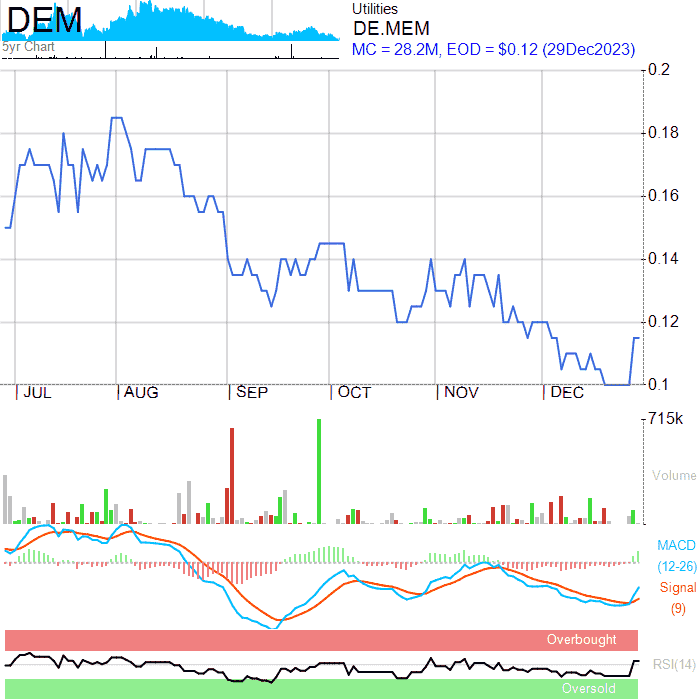 DEM
5yr Chart
Utilities
DE.MEM
MC = 28.2M, EOD = $0.12 (29Dec2023)
0.2
0.18
0.16
0.14
0.12
0.1
JUL AUG SEP OCT NOV DEC
715k
Volume
MACD
(12-26)
Signal
(9)
Overbought
RSI(14)
Oversold